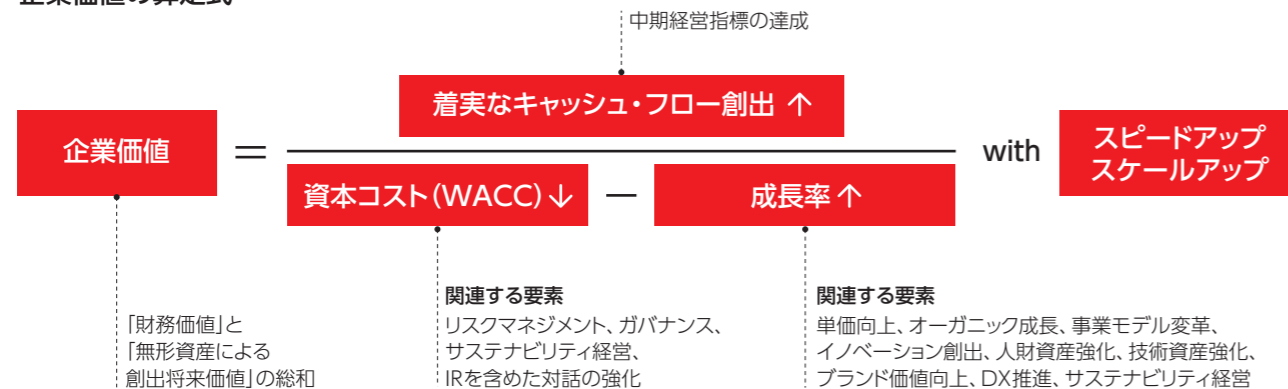 企業価値の算定式
中期経営指標の達成
着実なキャッシュ・フロー創出 ↑
企業価値 =
with
スピードアップ
スケールアップ
資本コスト(WACC)↓ ー 成長率↑
「財務価値」と
「無形資産による
創出将来価値」の総和
関連する要素
リスクマネジメント、ガバナンス、
サステナビリティ経営、
IRを含めた対話の強化
関連する要素
単価向上、オーガニック成長、事業モデル変革、
イノベーション創出、人財資産強化、技術資産強化、
ブランド価値向上、DX推進、サステナビリティ経営